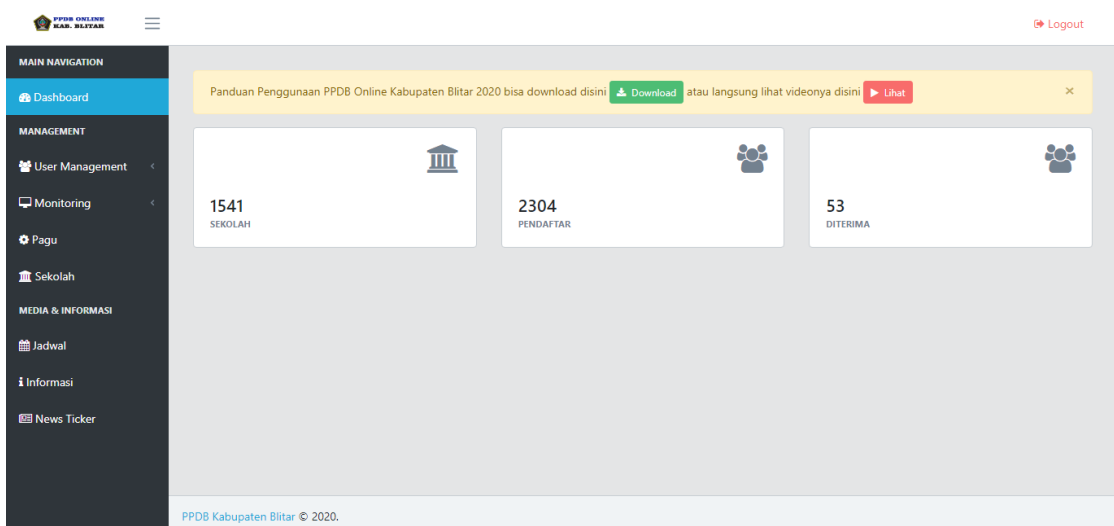 PPDB ONLINE
KAB. BLITAR
Logout
MAIN NAVIGATION
Dashboard
MANAGEMENT
User Management
Monitoring
Pagu
Sekolah
MEDIA & INFORMASI
Jadwal
Informasi
News Ticker
Panduan Penggunaan PPDB Online Kabupaten Blitar 2020 bisa download disini Download atau langsung lihat videonya disini Lihat ×
1541
SEKOLAH
2304
PENDAFTAR
53
DITERIMA
PPDB Kabupaten Blitar © 2020.